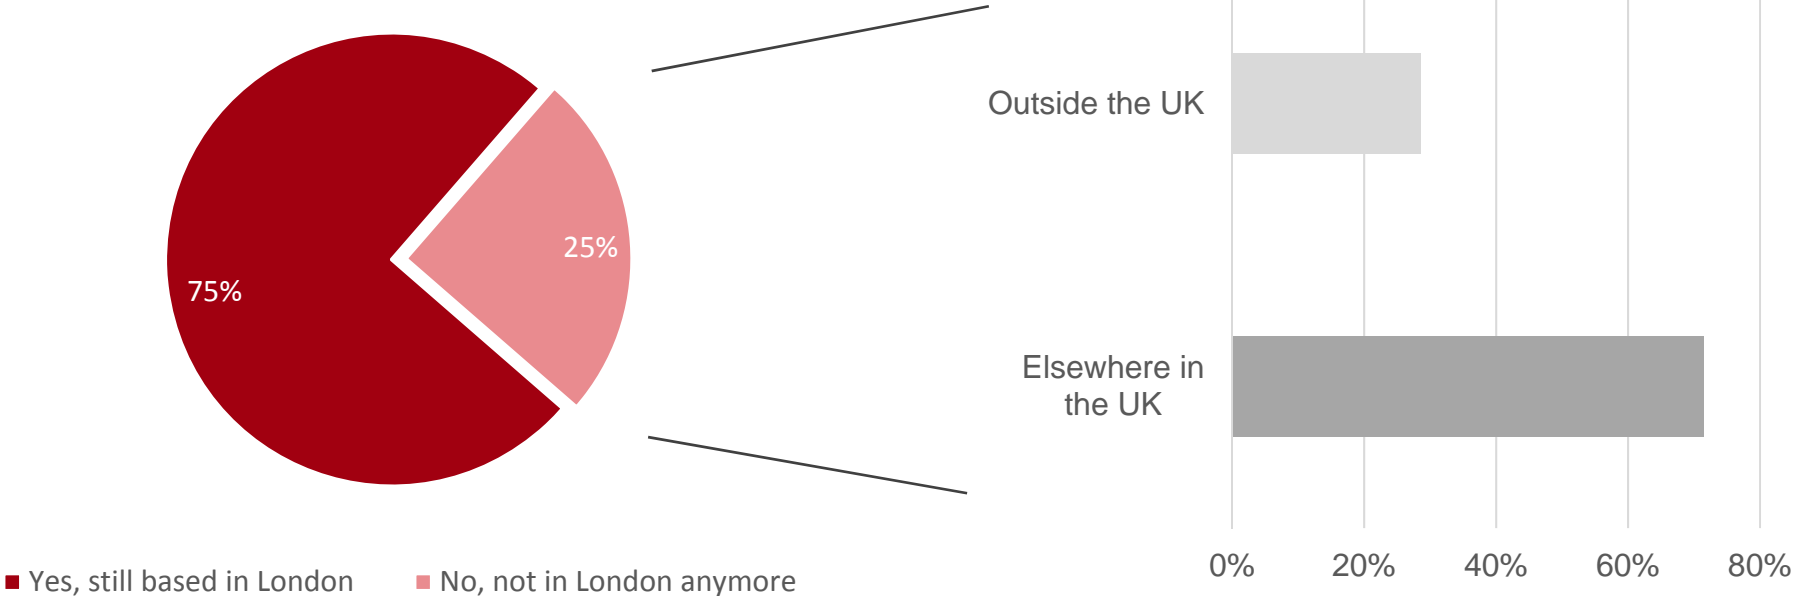 75%
25%
Yes, still based in London
No, not in London anymore
Outside the UK
Elsewhere in
the UK
0%
20%
40%
60%
80%